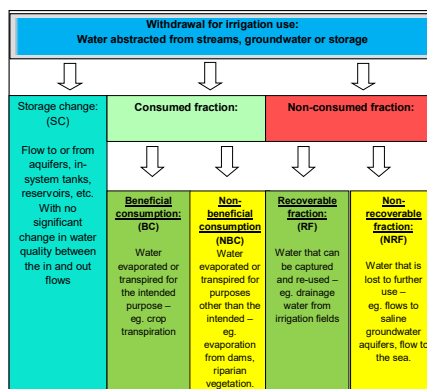 Withdrawal for irrigation use:
Water abstracted from streams, groundwater or storage
Storage change:
(SC)
Flow to or from
aquifers, in-
system tanks,
reservoirs, etc.
With no
significant
change in water
quality between
the in and out
flows
Consumed fraction:
Non-consumed fraction:
Beneficial
consumption:
(BC)
Water
evaporated or
transpired for
the intended
purpose –
eg. crop
transpiration
Non-
beneficial
consumption
(NBC)
Water
evaporated or
transpired for
purposes
other than the
intended –
eg.
evaporation
from dams,
riparian
vegetation.
Recoverable
fraction:
(RF)
Water that can
be captured
and re-used –
eg. drainage
water from
irrigation fields
Non-
recoverable
fraction:
(NRF)
Water that is
lost to further
use –
eg. flows to
saline
groundwater
aquifers, flow to
the sea.